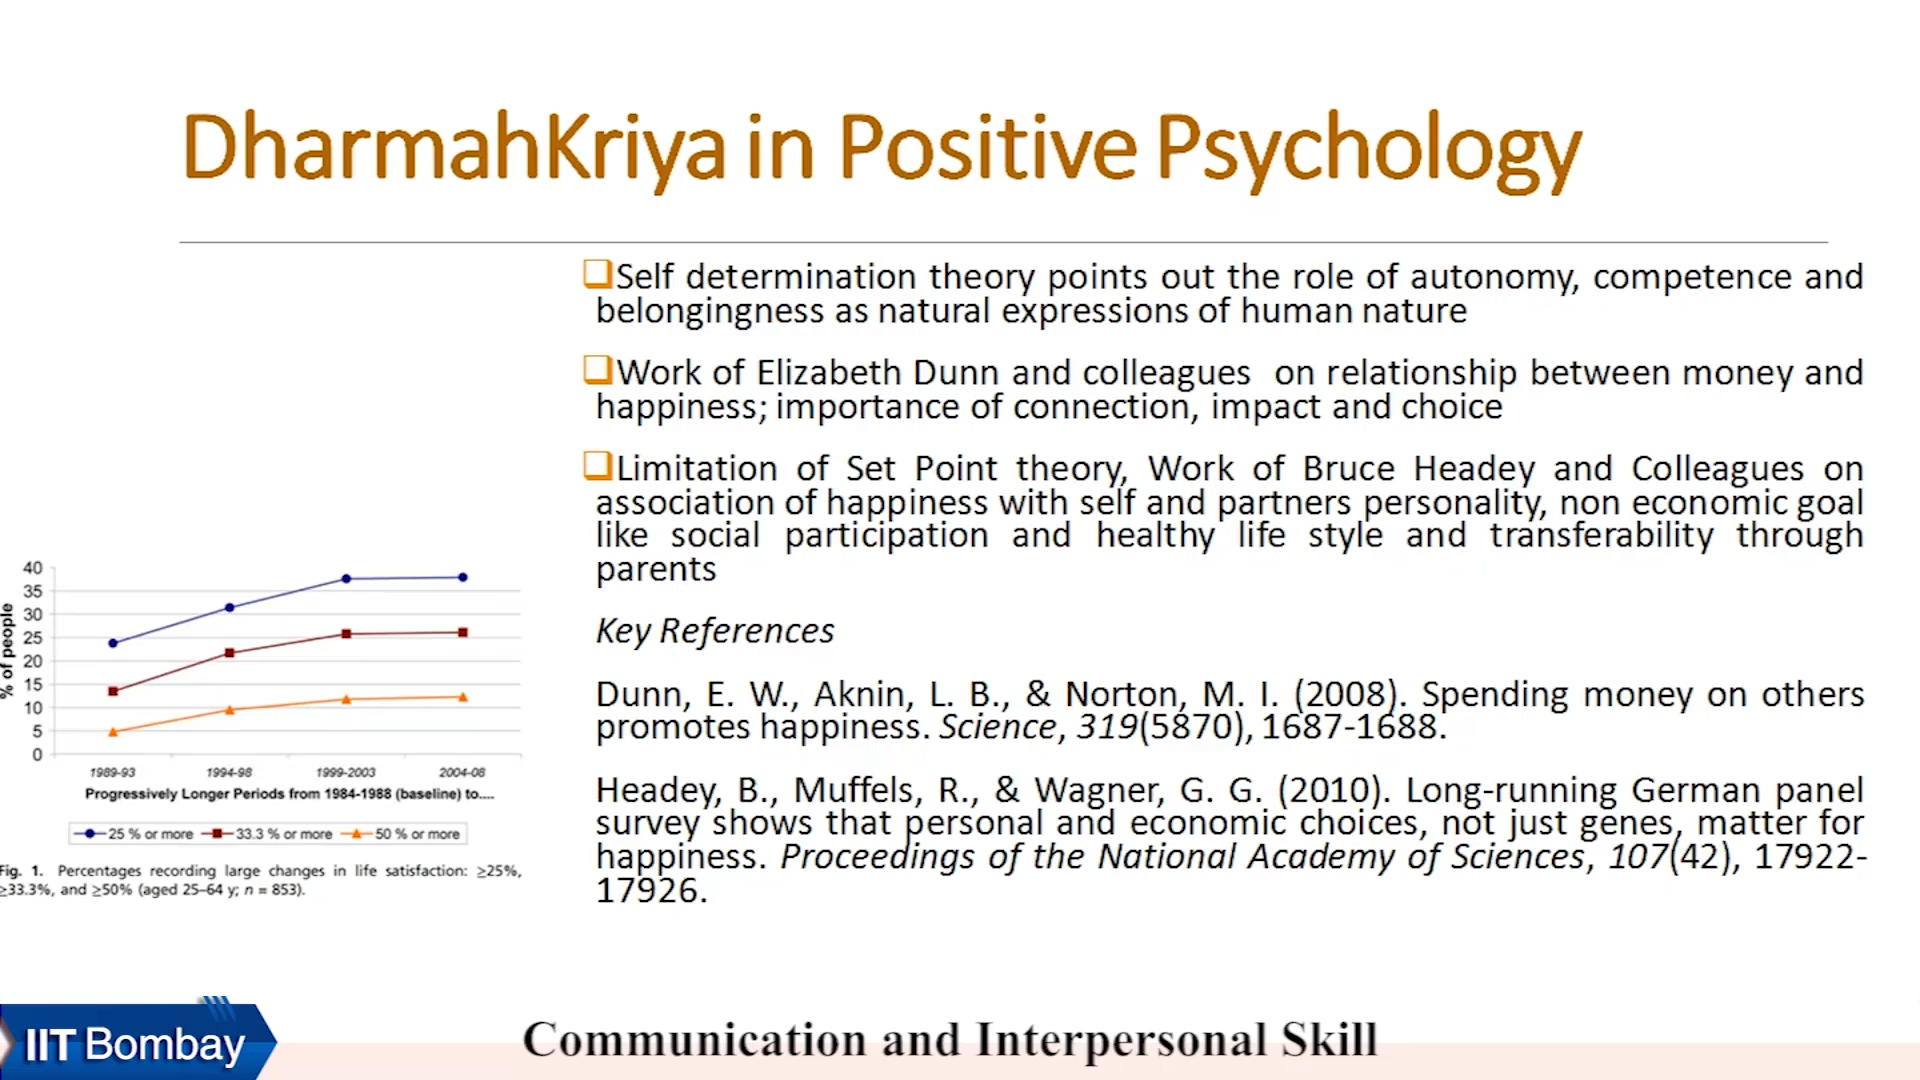 DharmahKriya in Positive Psychology
Self determination theory points out the role of autonomy, competence and
belongingness as natural expressions of human nature
Work of Elizabeth Dunn and colleagues on relationship between money and
happiness; importance of connection, impact and choice
Limitation of Set Point theory, Work of Bruce Headey and Colleagues on
association of happiness with self and partners personality, non economic goal
like social participation and healthy life style and transferability through
parents
Key References
Dunn, E. W., Aknin, L. B., & Norton, M. I. (2008). Spending money on others
promotes happiness. Science, 319(5870), 1687-1688.
Headey, B., Muffels, R., & Wagner, G. G. (2010). Long-running German panel
survey shows that personal and economic choices, not just genes, matter for
happiness. Proceedings of the National Academy of Sciences, 107(42), 17922-
17926.
% of people
40
35
30
25
20
15
10
5
0
1989-93 1994-98 1999-2003 2004-08
Progressively Longer Periods from 1984-1988 (baseline) to....
25 % or more 33.3 % or more 50 % or more
Fig. 1. Percentages recording large changes in life satisfaction: ≥25%,
≥33.3%, and ≥50% (aged 25–64 y; n = 853).
IIT Bombay
Communication and Interpersonal Skill